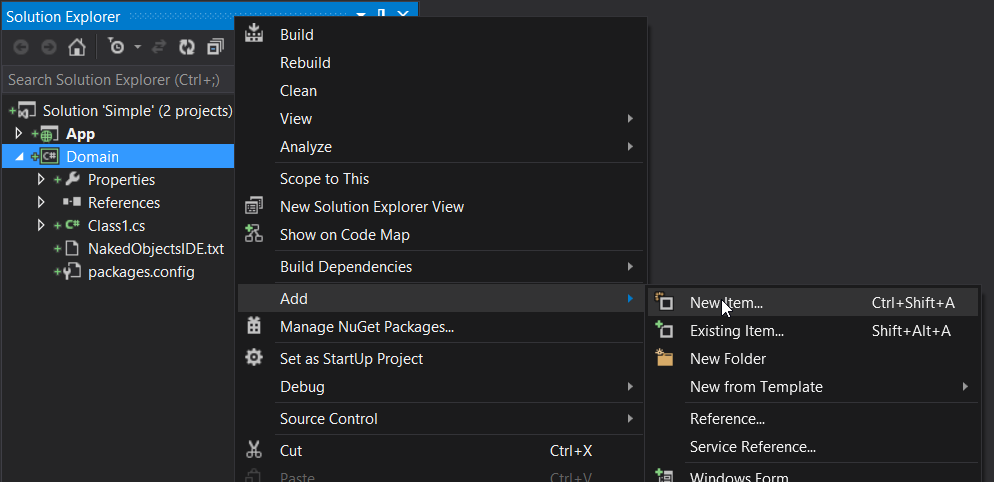 Solution Explorer
Search Solution Explorer (Ctrl+;)
Solution 'Simple' (2 projects)
App
C# Domain
Properties
References
C# Class1.cs
NakedObjectsIDE.txt
packages.config
Build
Rebuild
Clean
View
Analyze
Scope to This
New Solution Explorer View
Show on Code Map
Build Dependencies
Add
Manage NuGet Packages...
Set as StartUp Project
Debug
Source Control
Cut Ctrl+X
Paste Ctrl+V
New Item... Ctrl+Shift+A
Existing Item... Shift+Alt+A
New Folder
New from Template
Reference...
Service Reference...
Windows Form...